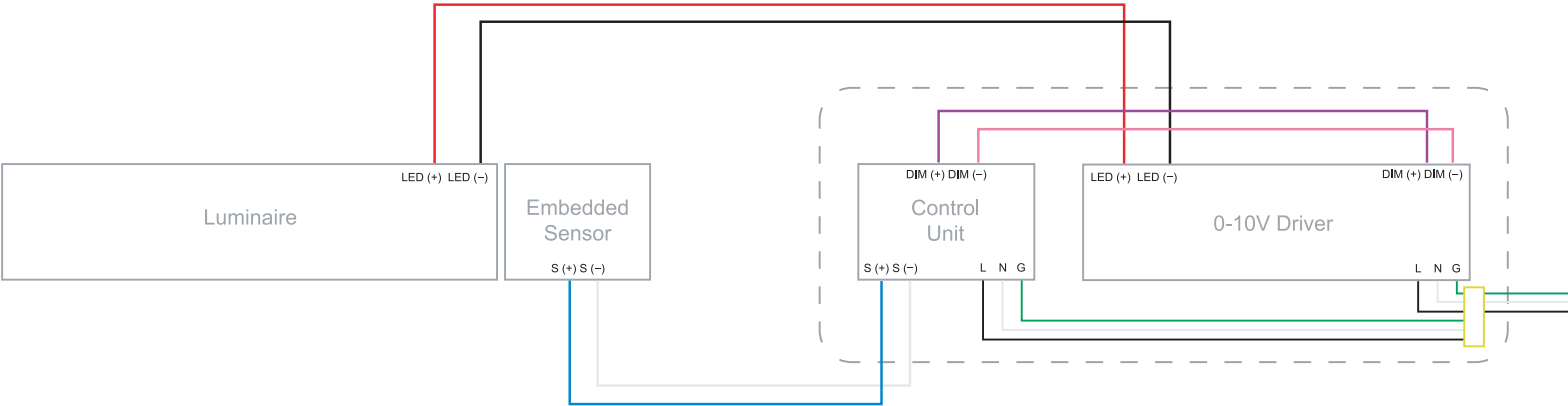 LED (+) LED (−)
Luminaire
Embedded
Sensor
S (+) S (−)
DIM (+) DIM (−)
Control
Unit
S (+) S (−)
L N G
LED (+) LED (−)
DIM (+) DIM (−)
0-10V Driver
L N G